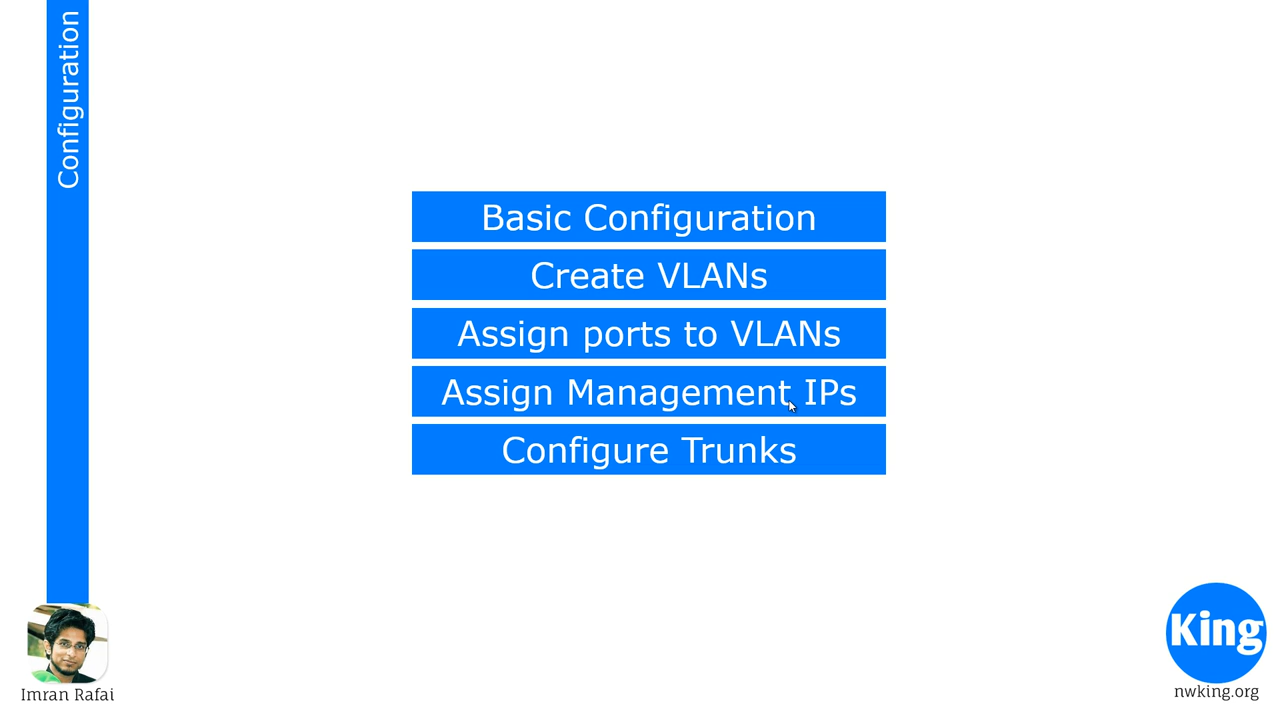 Configuration
Basic Configuration
Create VLANs
Assign ports to VLANs
Assign Management IPs
Configure Trunks
Imran Rafai
King
nwking.org